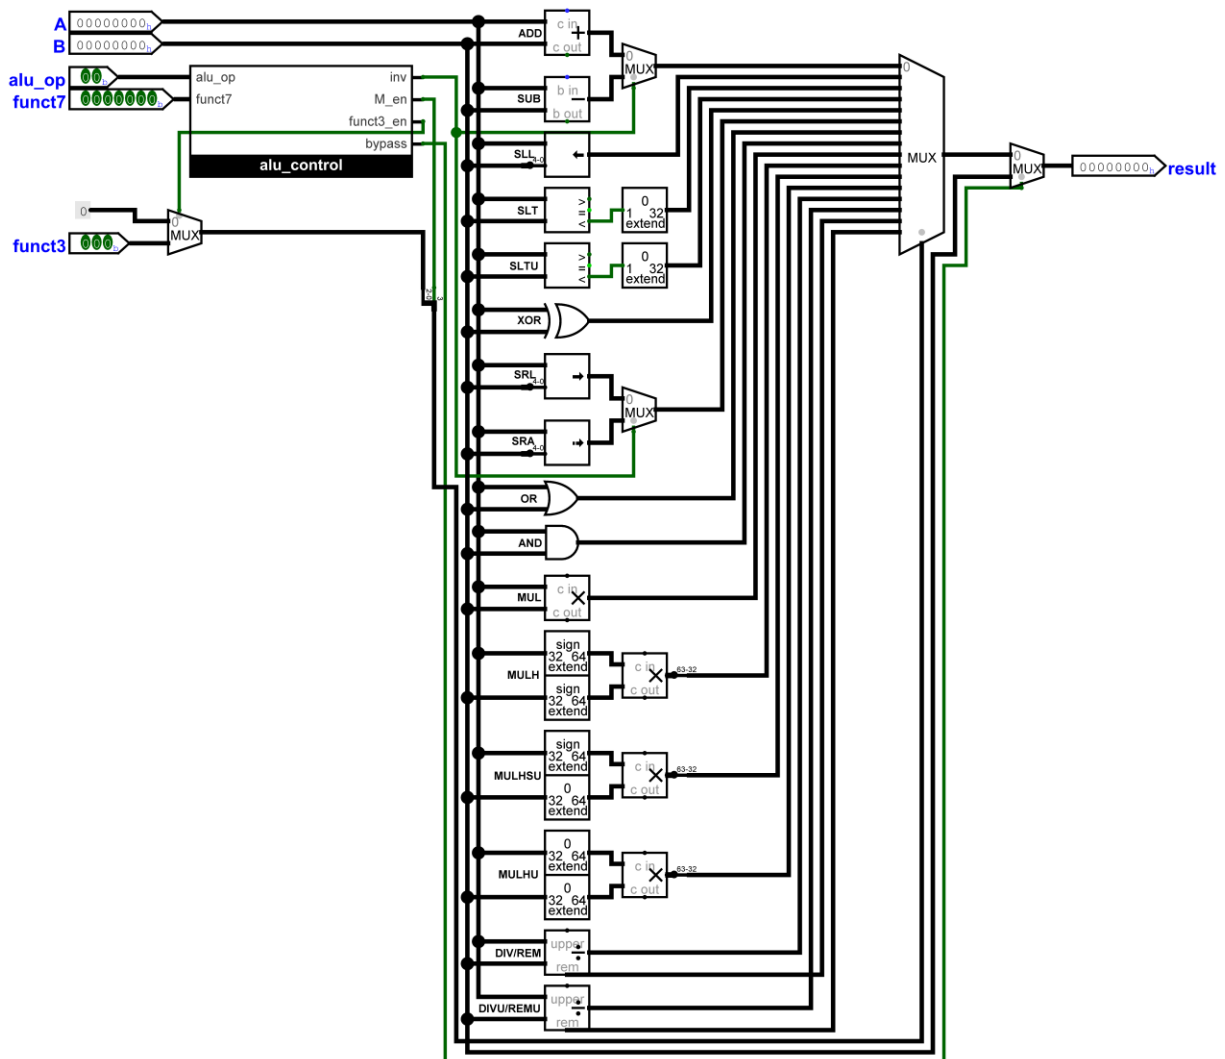 A 00000000h
B 00000000h
alu_op 00b
funct7 0000000b
alu_op inv
funct7 M_en
funct3_en
bypass
alu_control
0
0
MUX
funct3 000b
2-0
3
ADD c in + c out
0
MUX
SUB b in - b out
SLL 4-0
SLT > = <
0
1 32
extend
SLTU > = <
0
1 32
extend
XOR
SRL 4-0
0
MUX
SRA 4-0
OR
AND
MUL c in × c out
sign
32 64
extend
MULH
sign
32 64
extend
c in × c out 63-32
sign
32 64
extend
MULHSU
0
32 64
extend
c in × c out 63-32
0
32 64
extend
MULHU
0
32 64
extend
c in × c out 63-32
DIV/REM upper ÷ rem
DIVU/REMU upper ÷ rem
0
MUX
0
MUX
00000000h result